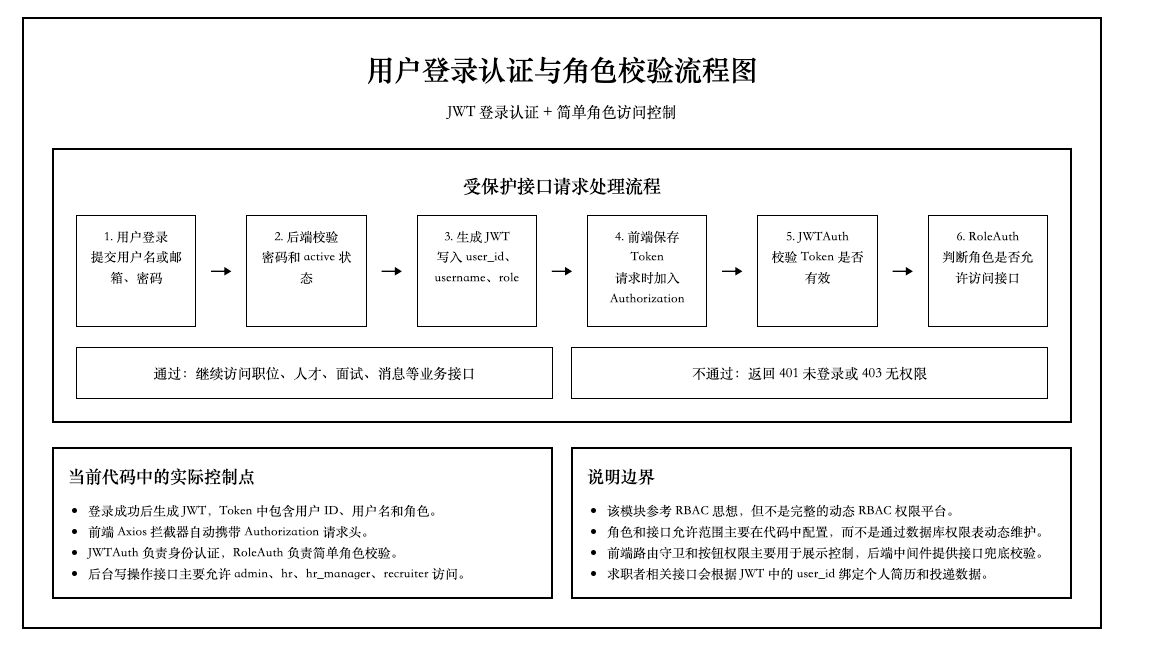 用户登录认证与角色校验流程图
JWT 登录认证 + 简单角色访问控制
受保护接口请求处理流程
1. 用户登录
提交用户名或邮
箱、密码
2. 后端校验
密码和 active 状
态
3. 生成 JWT
写入 user_id、
username、role
4. 前端保存
Token
请求时加入
Authorization
5. JWTAuth
校验 Token 是否
有效
6. RoleAuth
判断角色是否允
许访问接口
通过：继续访问职位、人才、面试、消息等业务接口
不通过：返回 401 未登录或 403 无权限
当前代码中的实际控制点
• 登录成功后生成 JWT，Token 中包含用户 ID、用户名和角色。
• 前端 Axios 拦截器自动携带 Authorization 请求头。
• JWTAuth 负责身份认证，RoleAuth 负责简单角色校验。
• 后台写操作接口主要允许 admin、hr、hr_manager、recruiter 访问。
说明边界
• 该模块参考 RBAC 思想，但不是完整的动态 RBAC 权限平台。
• 角色和接口允许范围主要在代码中配置，而不是通过数据库权限表动态维护。
• 前端路由守卫和按钮权限主要用于展示控制，后端中间件提供接口兜底校验。
• 求职者相关接口会根据 JWT 中的 user_id 绑定个人简历和投递数据。